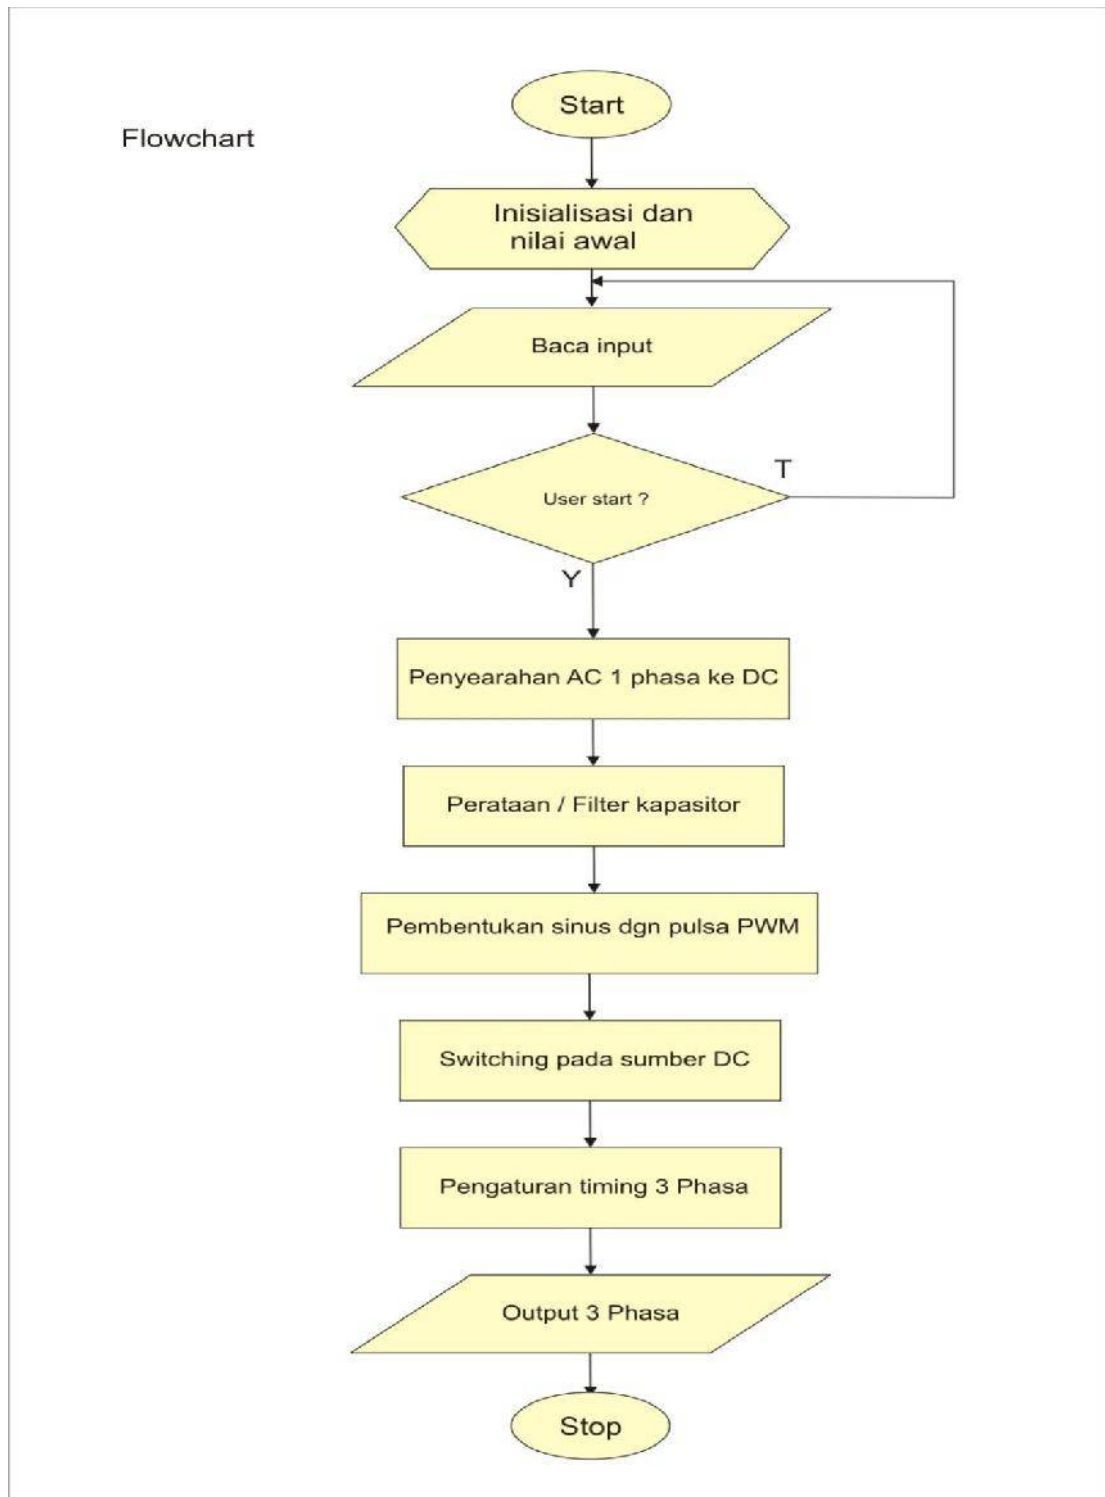 Start
Flowchart
Inisialisasi dan
nilai awal
Baca input
T
User start ?
Y
Penyearahan AC 1 phasa ke DC
Perataan / Filter kapasitor
Pembentukan sinus dgn pulsa PWM
Switching pada sumber DC
Pengaturan timing 3 Phasa
Output 3 Phasa
Stop